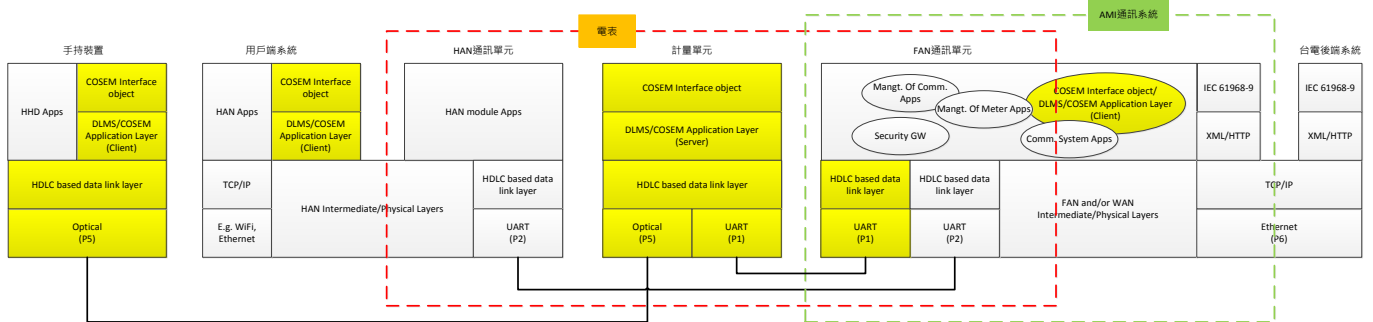 AMI通訊系統
電表
手持裝置
用戶端系統
HAN通訊單元
計量單元
FAN通訊單元
台電後端系統
HHD Apps
COSEM Interface
object
DLMS/COSEM
Application Layer
(Client)
HDLC based data link layer
Optical
(P5)
HAN Apps
COSEM Interface
object
DLMS/COSEM
Application Layer
(Client)
TCP/IP
E.g. WiFi,
Ethernet
HAN Intermediate/Physical Layers
HAN module Apps
HDLC based data
link layer
UART
(P2)
COSEM Interface object
DLMS/COSEM Application Layer
(Server)
HDLC based data link layer
Optical
(P5)
UART
(P1)
Mangt. Of Comm.
Apps
Mangt. Of Meter Apps
COSEM Interface object/
DLMS/COSEM Application Layer
(Client)
Security GW
Comm. System Apps
HDLC based data
link layer
UART
(P1)
HDLC based data
link layer
UART
(P2)
FAN and/or WAN
Intermediate/Physical Layers
IEC 61968-9
XML/HTTP
IEC 61968-9
XML/HTTP
TCP/IP
Ethernet
(P6)